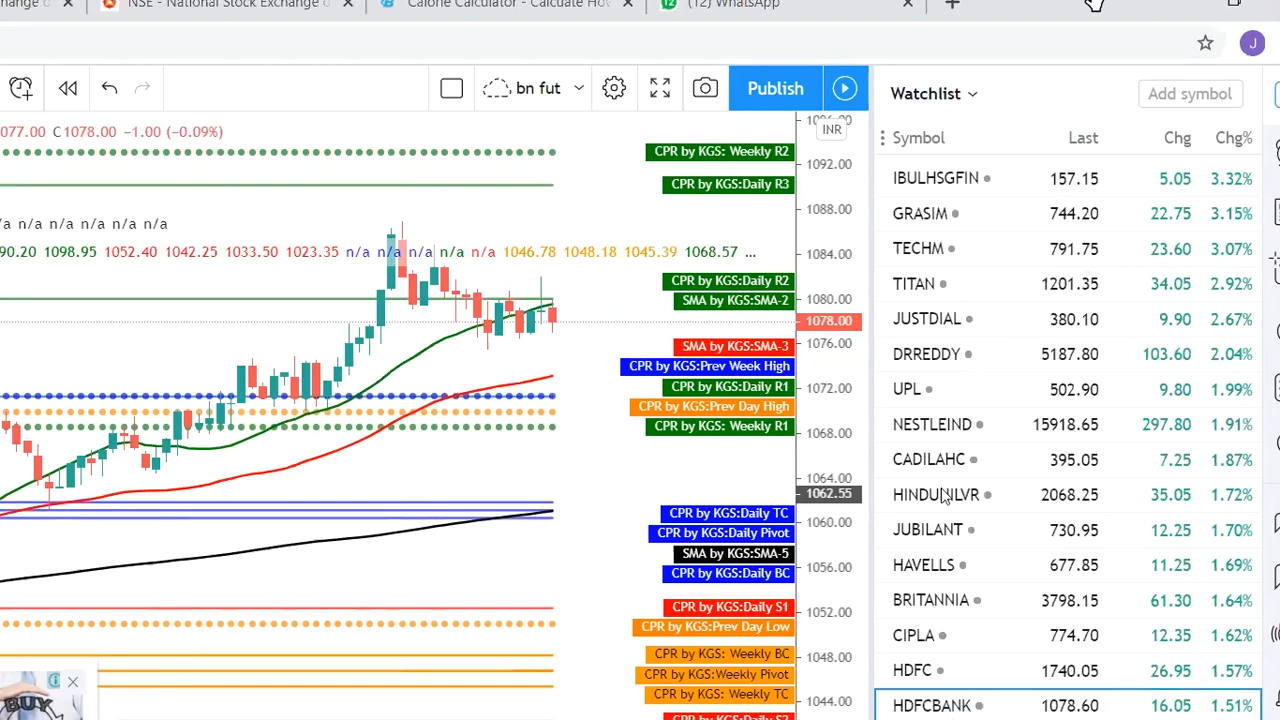 NSE - National Stock Exchange o
Calorie Calculator - Calcuate Ho
(12) WhatsApp
J
bn fut
Publish
Watchlist
Add symbol
077.00 C1078.00 −1.00 (−0.09%)
INR
Symbol Last Chg Chg%
CPR by KGS: Weekly R2
1092.00
IBULHSGFIN 157.15 5.05 3.32%
CPR by KGS:Daily R3
1088.00
GRASIM 744.20 22.75 3.15%
n/a n/a n/a n/a n/a
90.20 1098.95 1052.40 1042.25 1033.50 1023.35 n/a n/a n/a n/a n/a 1046.78 1048.18 1045.39 1068.57 ...
1084.00
TECHM 791.75 23.60 3.07%
CPR by KGS:Daily R2
TITAN 1201.35 34.05 2.92%
SMA by KGS:SMA-2
1080.00
1078.00
JUSTDIAL 380.10 9.90 2.67%
SMA by KGS:SMA-3
1076.00
CPR by KGS:Prev Week High
DRREDDY 5187.80 103.60 2.04%
CPR by KGS:Daily R1
1072.00
UPL 502.90 9.80 1.99%
CPR by KGS:Prev Day High
CPR by KGS: Weekly R1
1068.00
NESTLEIND 15918.65 297.80 1.91%
CADILAHC 395.05 7.25 1.87%
1064.00
1062.55
HINDUNILVR 2068.25 35.05 1.72%
CPR by KGS:Daily TC
1060.00
CPR by KGS:Daily Pivot
JUBILANT 730.95 12.25 1.70%
SMA by KGS:SMA-5
1056.00
CPR by KGS:Daily BC
HAVELLS 677.85 11.25 1.69%
CPR by KGS:Daily S1
1052.00
BRITANNIA 3798.15 61.30 1.64%
CPR by KGS:Prev Day Low
CIPLA 774.70 12.35 1.62%
CPR by KGS: Weekly BC
1048.00
CPR by KGS:Weekly Pivot
HDFC 1740.05 26.95 1.57%
CPR by KGS: Weekly TC
1044.00
HDFCBANK 1078.60 16.05 1.51%
BUY